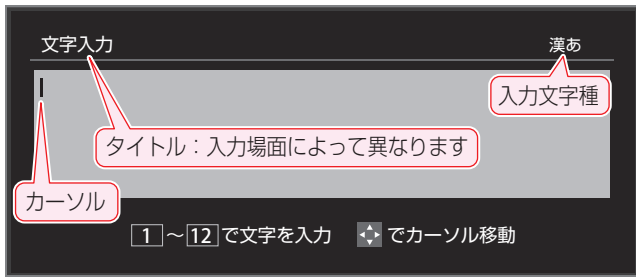 文字入力
漢あ
入力文字種
タイトル：入力場面によって異なります
カーソル
1～12で文字を入力 でカーソル移動